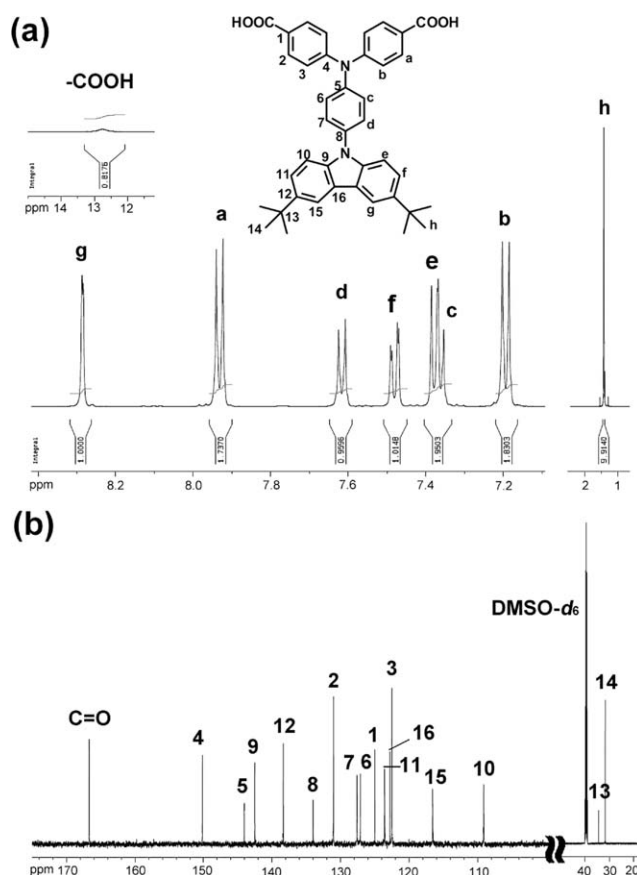 (a)
HOOC
COOH
1
2
3
4
N
b
a
5
6
c
7
d
8
N
10
9
e
11
f
12
16
13
15
g
14
h
-COOH
Integral
0.8176
ppm 14 13 12
g
a
d
f
e
c
b
h
Integral
1.0000
1.7370
0.9596
1.0148
1.9503
1.8303
9.9140
ppm 8.2 8.0 7.8 7.6 7.4 7.2 2 1
(b)
DMSO-d6
C=O
4
5
9
12
8
2
7
6
1
3
16
11
15
10
13
14
ppm 170 160 150 140 130 120 110 40 30 20